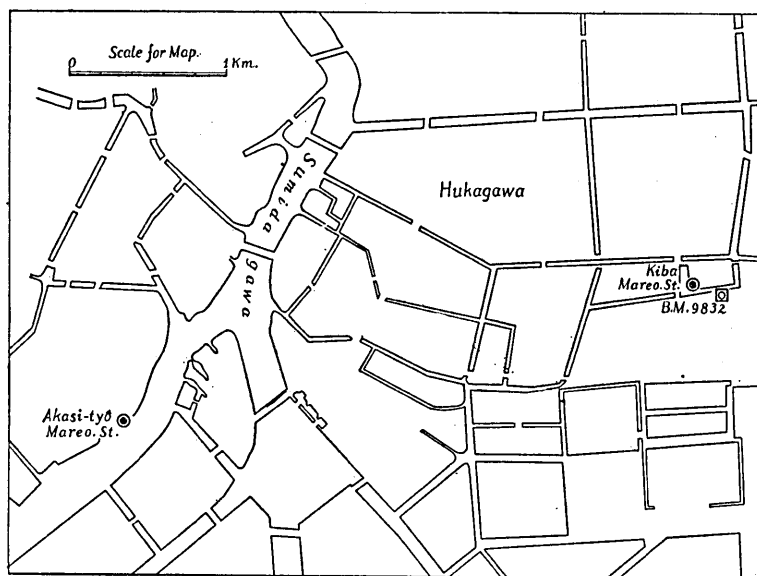 Scale for Map.
0 1 Km.
Sumida
gawa
Hukagawa
Kiba
Mareo. St.
B.M. 9832
Akasi-tyô
Mareo. St.